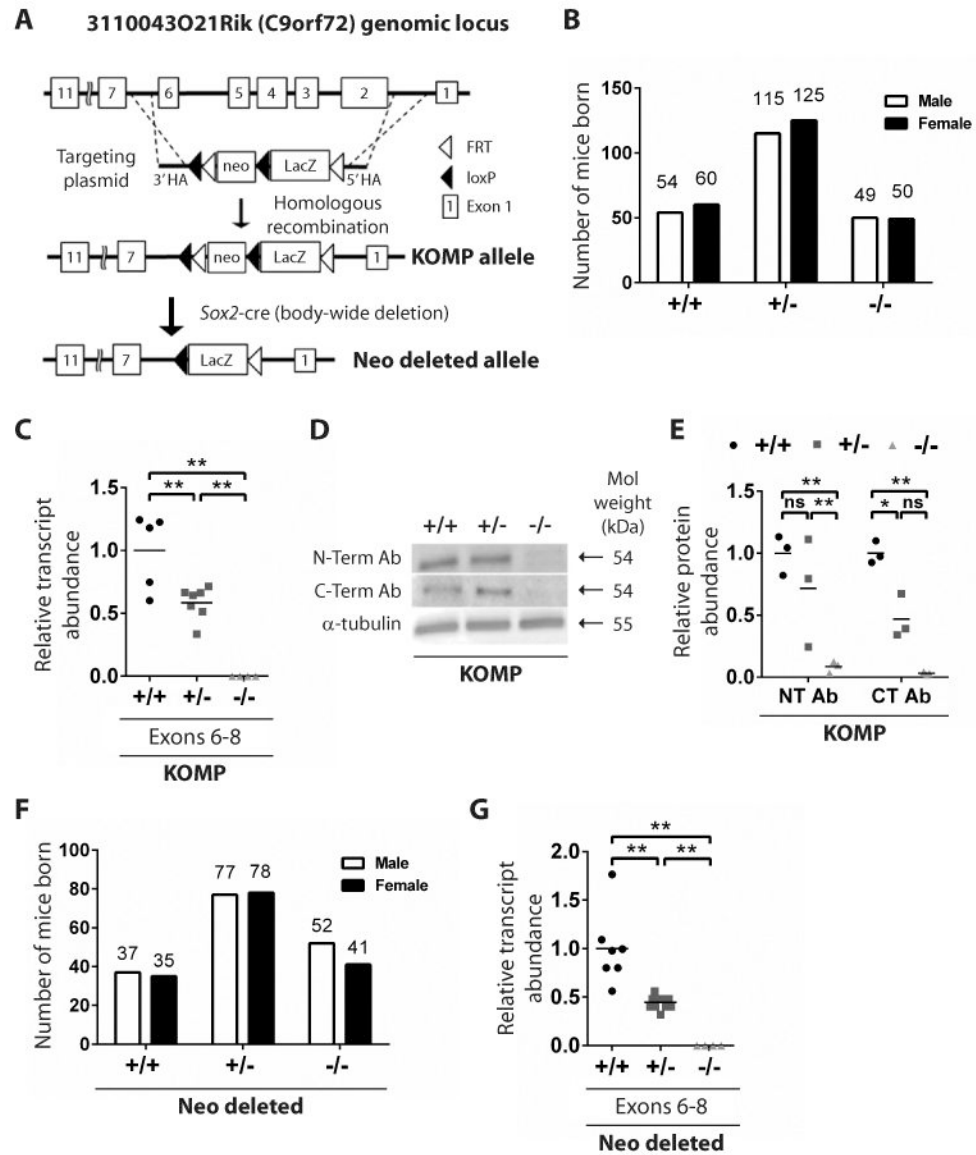 A
3110043O21Rik (C9orf72) genomic locus
11 7 6 5 4 3 2 1
Targeting
plasmid
3'HA
neo LacZ
5'HA
FRT
loxP
1 Exon 1
Homologous
recombination
11 7 neo LacZ 1
KOMP allele
Sox2-cre (body-wide deletion)
11 7 LacZ 1
Neo deleted allele
B
Number of mice born
150
100
50
0
54 60 115 125 49 50
Male
Female
+/+ +/- -/-
C
Relative transcript
abundance
**
** **
1.5
1.0
0.5
0.0
+/+ +/- -/-
Exons 6-8
KOMP
D
+/+ +/- -/-
Mol
weight
(kDa)
N-Term Ab ← 54
C-Term Ab ← 54
α-tubulin ← 55
KOMP
E
+/+ +/- -/-
Relative protein
abundance
** **
ns ** * ns
1.5
1.0
0.5
0.0
NT Ab CT Ab
KOMP
F
Number of mice born
100
80
60
40
20
0
37 35 77 78 52 41
Male
Female
+/+ +/- -/-
Neo deleted
G
Relative transcript
abundance
**
** **
2.0
1.5
1.0
0.5
0.0
+/+ +/- -/-
Exons 6-8
Neo deleted